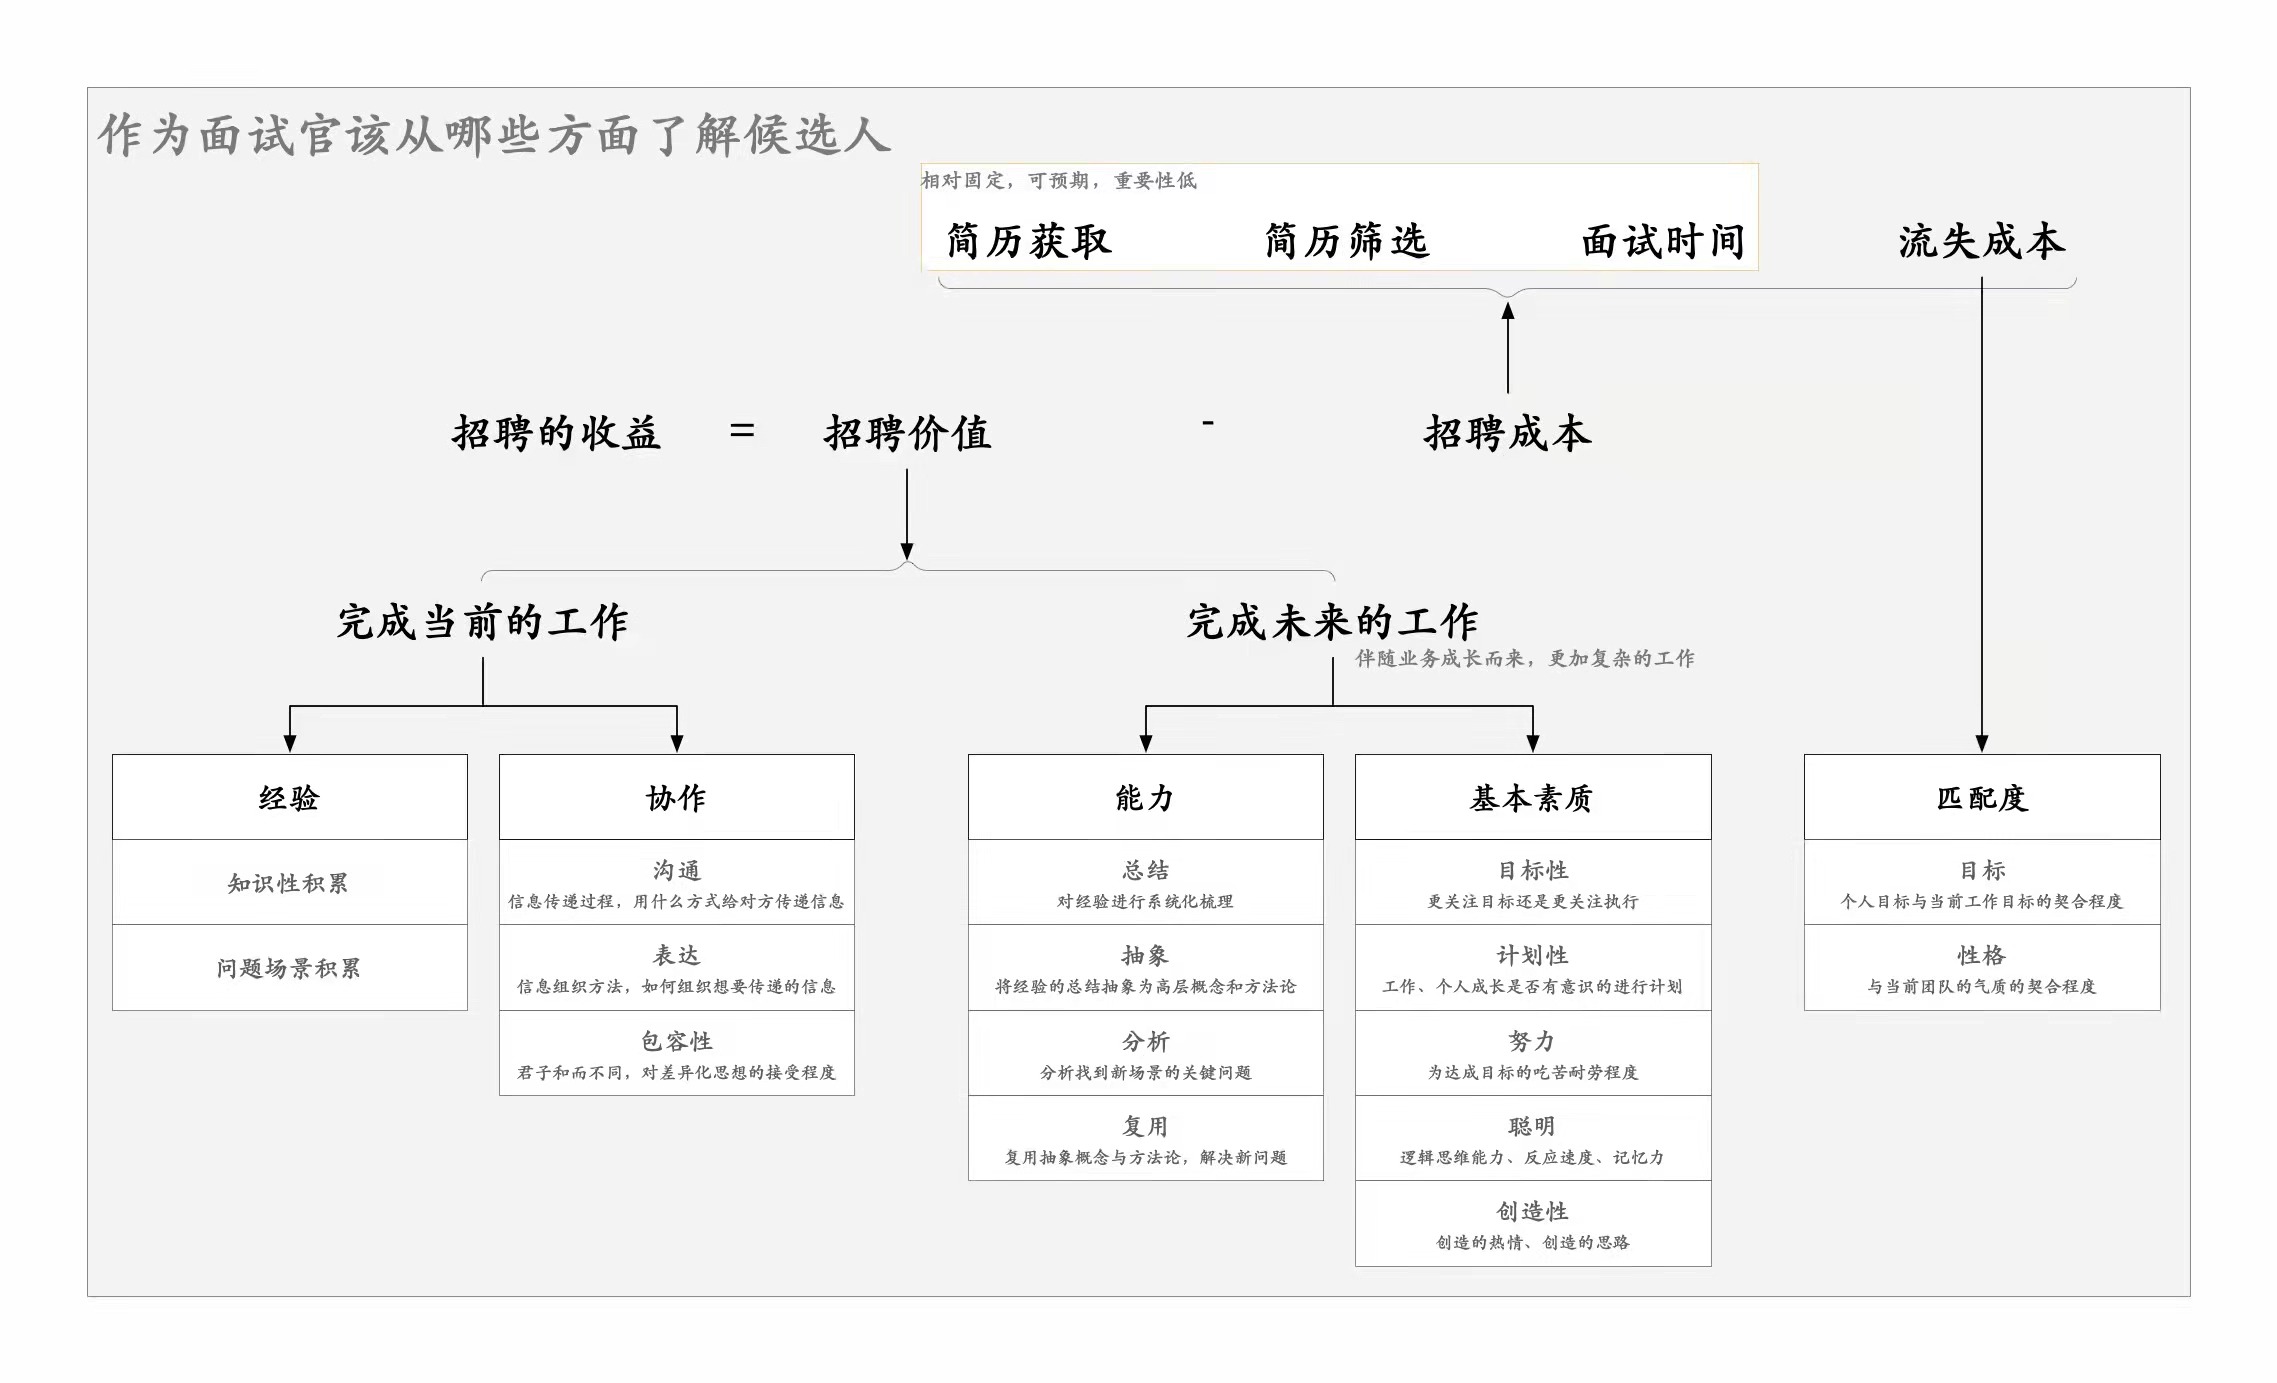 作为面试官该从哪些方面了解候选人
相对固定，可预期，重要性低
简历获取
简历筛选
面试时间
流失成本
招聘的收益 = 招聘价值 - 招聘成本
完成当前的工作
完成未来的工作
伴随业务成长而来，更加复杂的工作
经验
知识性积累
问题场景积累
协作
沟通
信息传递过程，用什么方式给对方传递信息
表达
信息组织方法，如何组织想要传递的信息
包容性
君子和而不同，对差异化思想的接受程度
能力
总结
对经验进行系统化梳理
抽象
将经验的总结抽象为高层概念和方法论
分析
分析找到新场景的关键问题
复用
复用抽象概念与方法论，解决新问题
基本素质
目标性
更关注目标还是更关注执行
计划性
工作、个人成长是否有意识的进行计划
努力
为达成目标的吃苦耐劳程度
聪明
逻辑思维能力、反应速度、记忆力
创造性
创造的热情、创造的思路
匹配度
目标
个人目标与当前工作目标的契合程度
性格
与当前团队的气质的契合程度